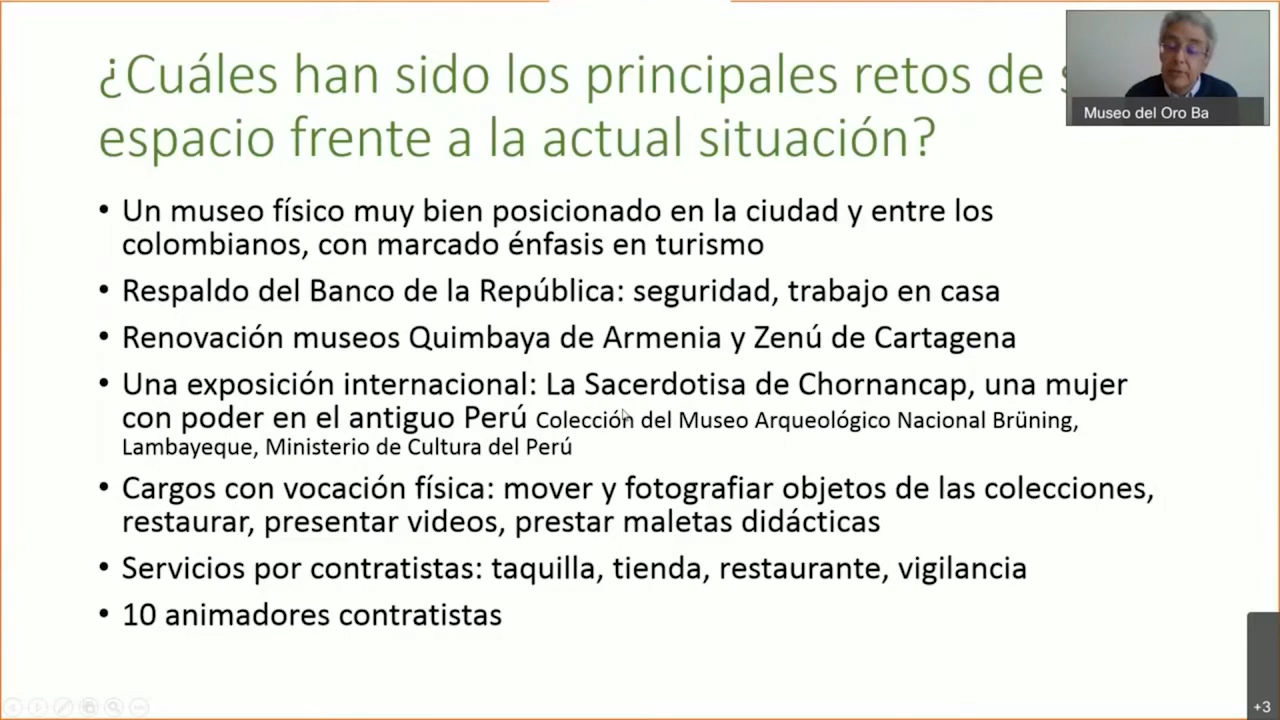 ¿Cuáles han sido los principales retos de
espacio frente a la actual situación?
Museo del Oro Ba
• Un museo físico muy bien posicionado en la ciudad y entre los
colombianos, con marcado énfasis en turismo
• Respaldo del Banco de la República: seguridad, trabajo en casa
• Renovación museos Quimbaya de Armenia y Zenú de Cartagena
• Una exposición internacional: La Sacerdotisa de Chornancap, una mujer
con poder en el antiguo Perú Colección del Museo Arqueológico Nacional Brüning,
Lambayeque, Ministerio de Cultura del Perú
• Cargos con vocación física: mover y fotografiar objetos de las colecciones,
restaurar, presentar videos, prestar maletas didácticas
• Servicios por contratistas: taquilla, tienda, restaurante, vigilancia
• 10 animadores contratistas
+3